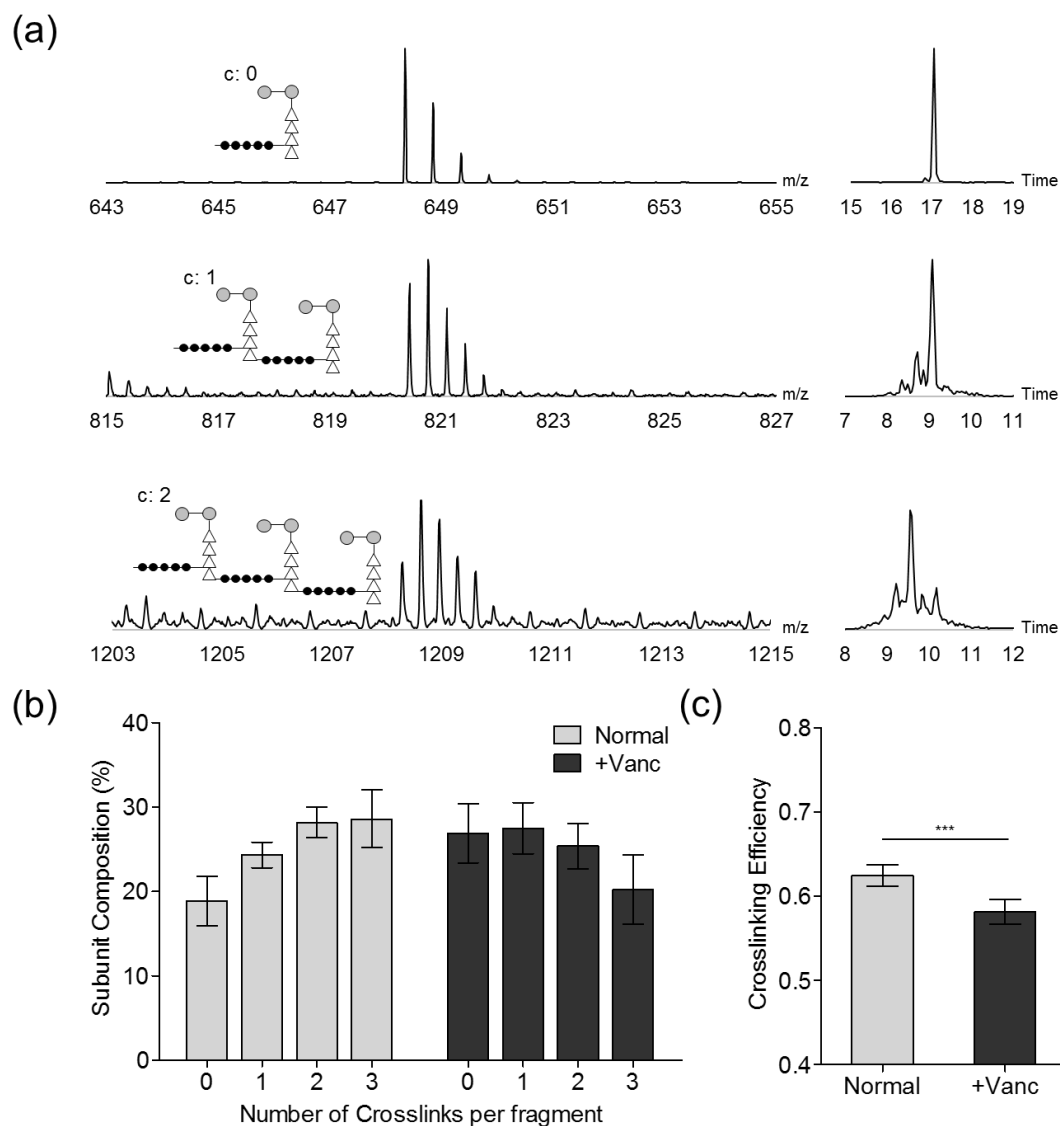 (a)
c: 0
m/z
643 645 647 649 651 653 655
Time
15 16 17 18 19
c: 1
m/z
815 817 819 821 823 825 827
Time
7 8 9 10 11
c: 2
m/z
1203 1205 1207 1209 1211 1213 1215
Time
8 9 10 11 12
(b)
Subunit Composition (%)
40
30
20
10
0
Normal
+Vanc
0 1 2 3 0 1 2 3
Number of Crosslinks per fragment
(c)
Crosslinking Efficiency
0.8
0.7
0.6
0.5
0.4
***
Normal +Vanc